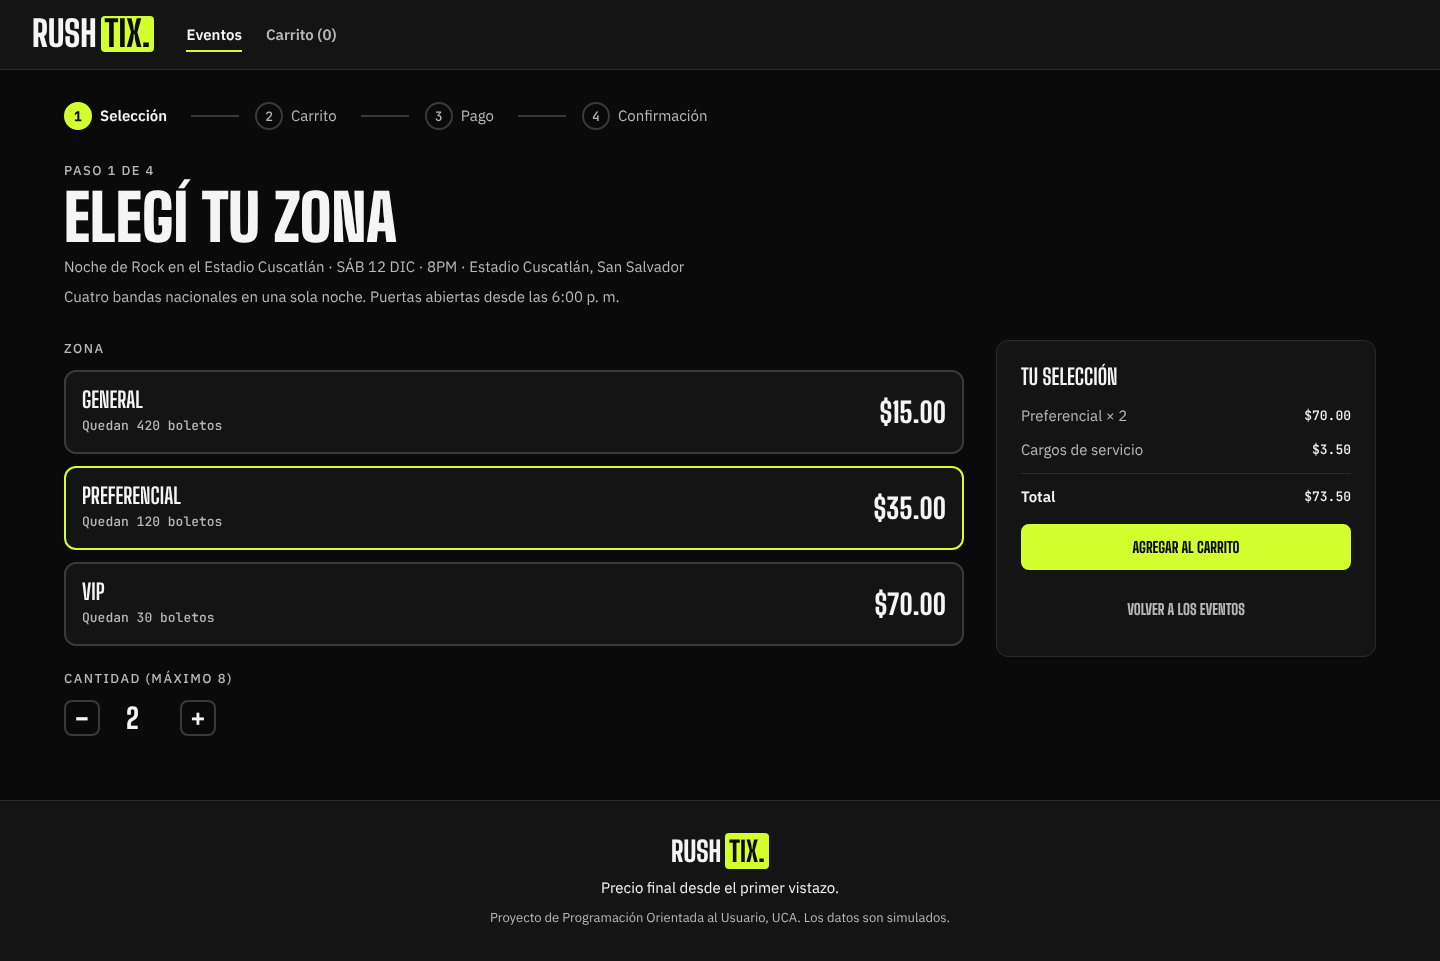 RUSH TIX.
Eventos
Carrito (0)
1 Selección
2 Carrito
3 Pago
4 Confirmación
PASO 1 DE 4
ELEGÍ TU ZONA
Noche de Rock en el Estadio Cuscatlán · SÁB 12 DIC · 8PM · Estadio Cuscatlán, San Salvador
Cuatro bandas nacionales en una sola noche. Puertas abiertas desde las 6:00 p. m.
ZONA
GENERAL
Quedan 420 boletos
$15.00
PREFERENCIAL
Quedan 120 boletos
$35.00
VIP
Quedan 30 boletos
$70.00
CANTIDAD (MÁXIMO 8)
− 2 +
TU SELECCIÓN
Preferencial × 2 $70.00
Cargos de servicio $3.50
Total $73.50
AGREGAR AL CARRITO
VOLVER A LOS EVENTOS
RUSH TIX.
Precio final desde el primer vistazo.
Proyecto de Programación Orientada al Usuario, UCA. Los datos son simulados.